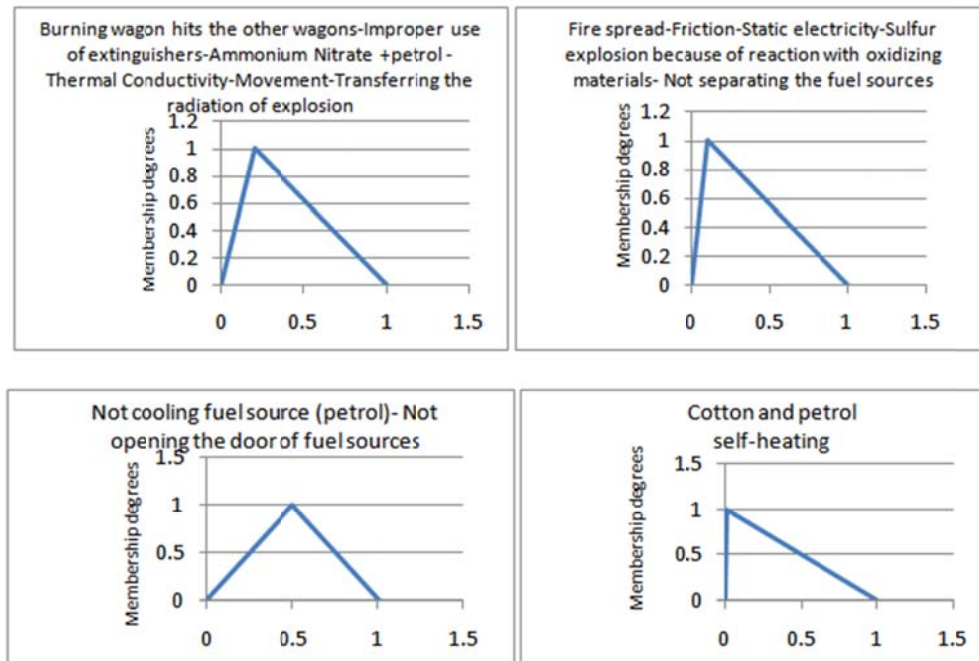 Burning wagon hits the other wagons-Improper use
of extinguishers-Ammonium Nitrate +petrol -
Thermal Conductivity-Movement-Transferring the
radiation of explosion
Membership degrees
1.2
1
0.8
0.6
0.4
0.2
0
0 0.5 1 1.5
Fire spread-Friction-Static electricity-Sulfur
explosion because of reaction with oxidizing
materials- Not separating the fuel sources
Membership degrees
1.2
1
0.8
0.6
0.4
0.2
0
0 0.5 1 1.5
Not cooling fuel source (petrol)- Not
opening the door of fuel sources
Membership degrees
1.5
1
0.5
0
0 0.5 1 1.5
Cotton and petrol
self-heating
Membership degrees
1.5
1
0.5
0
0 0.5 1 1.5